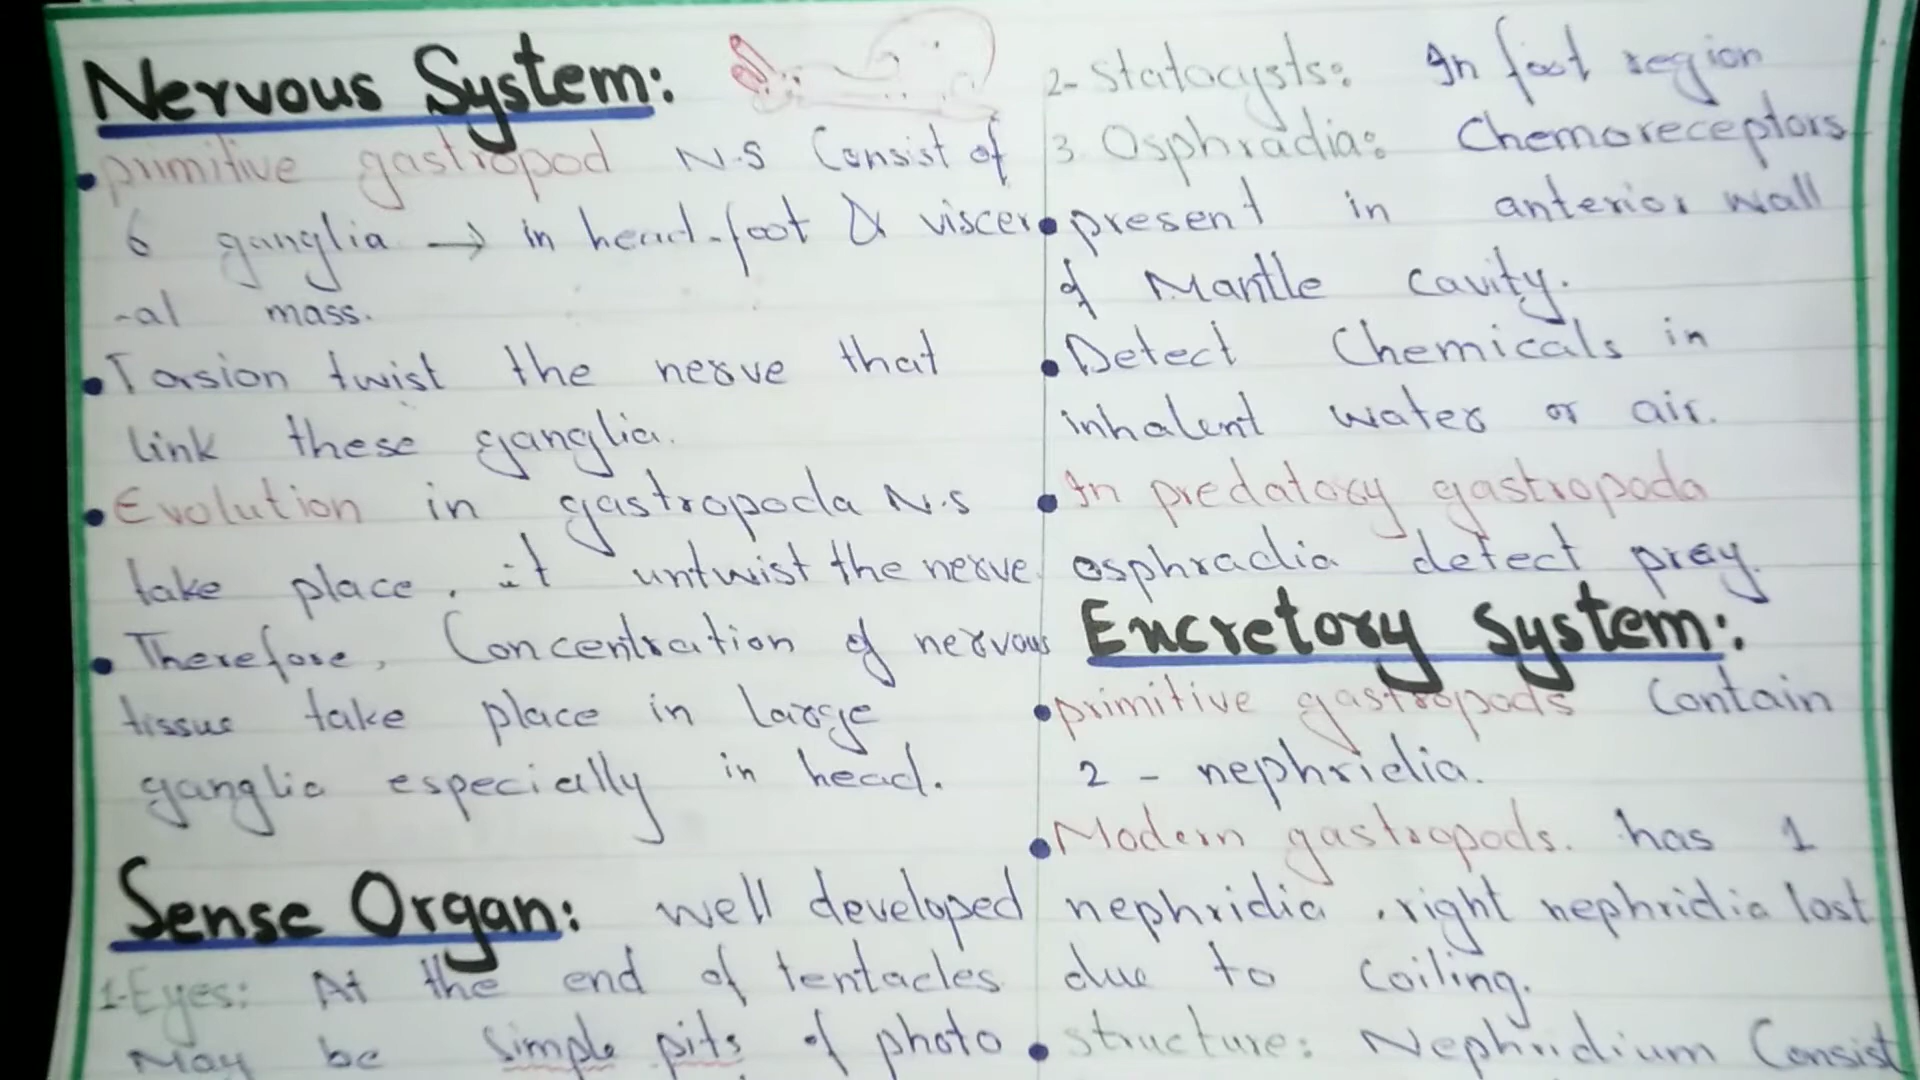 Nervous System:
• primitive gastropod N.S Consist of
6 ganglia → in head-foot & viscer
-al mass.
• Torsion twist the nerve that
link these ganglia.
• Evolution in gastropoda N.S
take place, it untwist the nerve.
• Therefore, Concentration of nervous
tissue take place in large
ganglia especially in head.
Sense Organ: well developed
1-Eyes: At the end of tentacles
May be simple pits of photo
2- Statocysts: In foot region
3. Osphradia: Chemoreceptors
• present in anterior wall
of Mantle cavity.
• Detect Chemicals in
inhalent water or air.
• In predatory gastropoda
osphradia detect prey.
Excretory System:
• primitive gastropods Contain
2 - nephridia.
• Modern gastropods. has 1
nephridia, right nephridia lost
due to Coiling.
• structure: Nephridium Consist